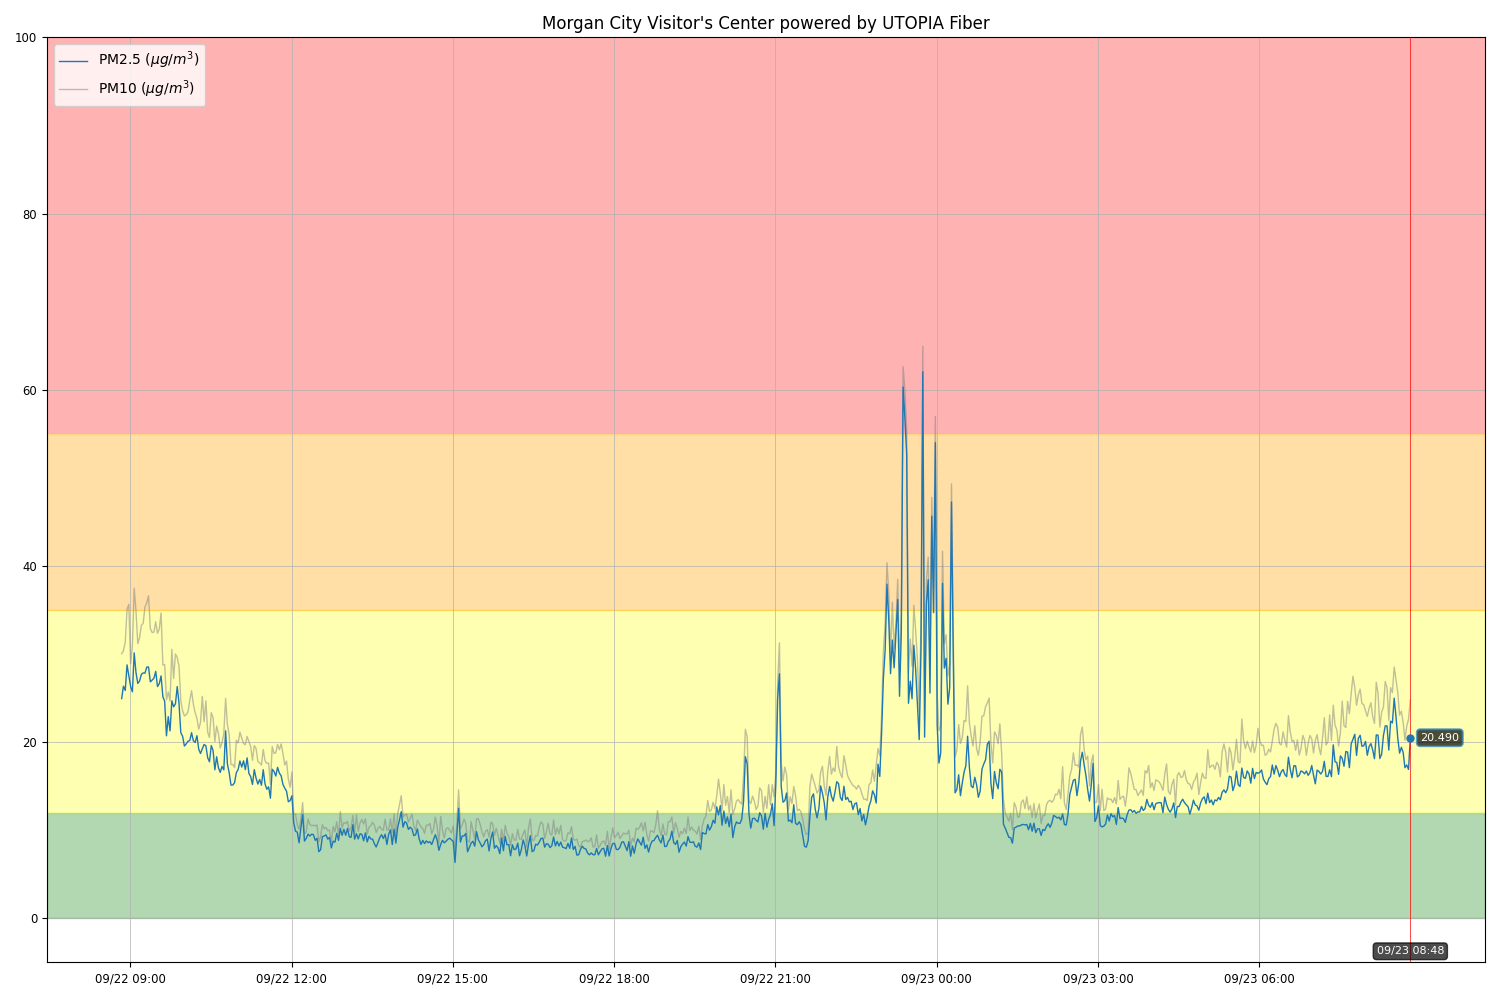 Morgan City Visitor's Center powered by UTOPIA Fiber
100
PM2.5 (μg/m³)
PM10 (μg/m³)
80
60
40
20
20.490
0
09/23 08:48
09/22 09:00 09/22 12:00 09/22 15:00 09/22 18:00 09/22 21:00 09/23 00:00 09/23 03:00 09/23 06:00